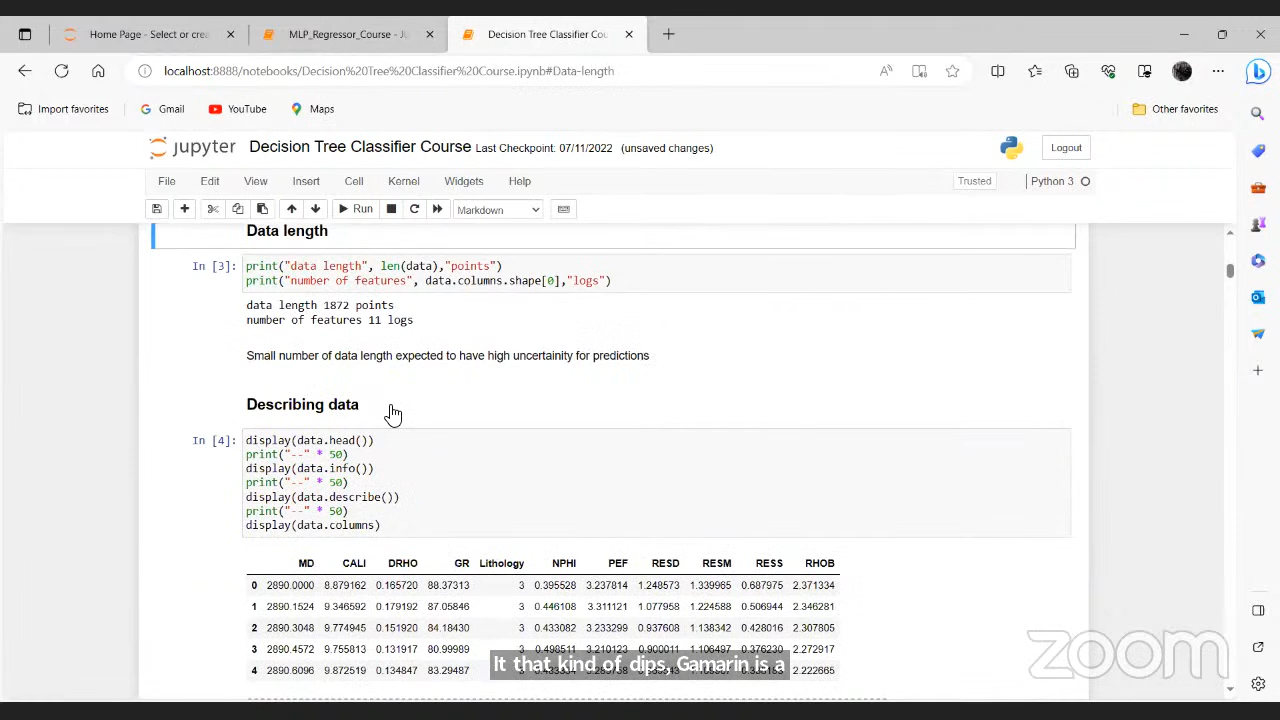 Home Page - Select or crea
MLP_Regressor_Course - Ju
Decision Tree Classifier Cou
localhost:8888/notebooks/Decision%20Tree%20Classifier%20Course.ipynb#Data-length
Import favorites
Gmail
YouTube
Maps
Other favorites
jupyter Decision Tree Classifier Course Last Checkpoint: 07/11/2022 (unsaved changes)
Logout
File Edit View Insert Cell Kernel Widgets Help
Trusted
Python 3
Run
Markdown
Data length
In [3]: print("data length", len(data),"points")
print("number of features", data.columns.shape[0],"logs")
data length 1872 points
number of features 11 logs
Small number of data length expected to have high uncertainity for predictions
Describing data
In [4]: display(data.head())
print("--" * 50)
display(data.info())
print("--" * 50)
display(data.describe())
print("--" * 50)
display(data.columns)
MD CALI DRHO GR Lithology NPHI PEF RESD RESM RESS RHOB
0 2890.0000 8.879162 0.165720 88.37313 3 0.395528 3.237814 1.248573 1.339965 0.687975 2.371334
1 2890.1524 9.346592 0.179192 87.05846 3 0.446108 3.311121 1.077958 1.224588 0.506944 2.346281
2 2890.3048 9.774945 0.151920 84.18430 3 0.433082 3.233299 0.937608 1.138342 0.428016 2.307805
3 2890.4572 9.755813 0.131917 80.99989 3 2.272917
4 2890.6096 9.872519 0.134847 83.29487 3 2.222665
It that kind of dips, Gamarin is a
zoom